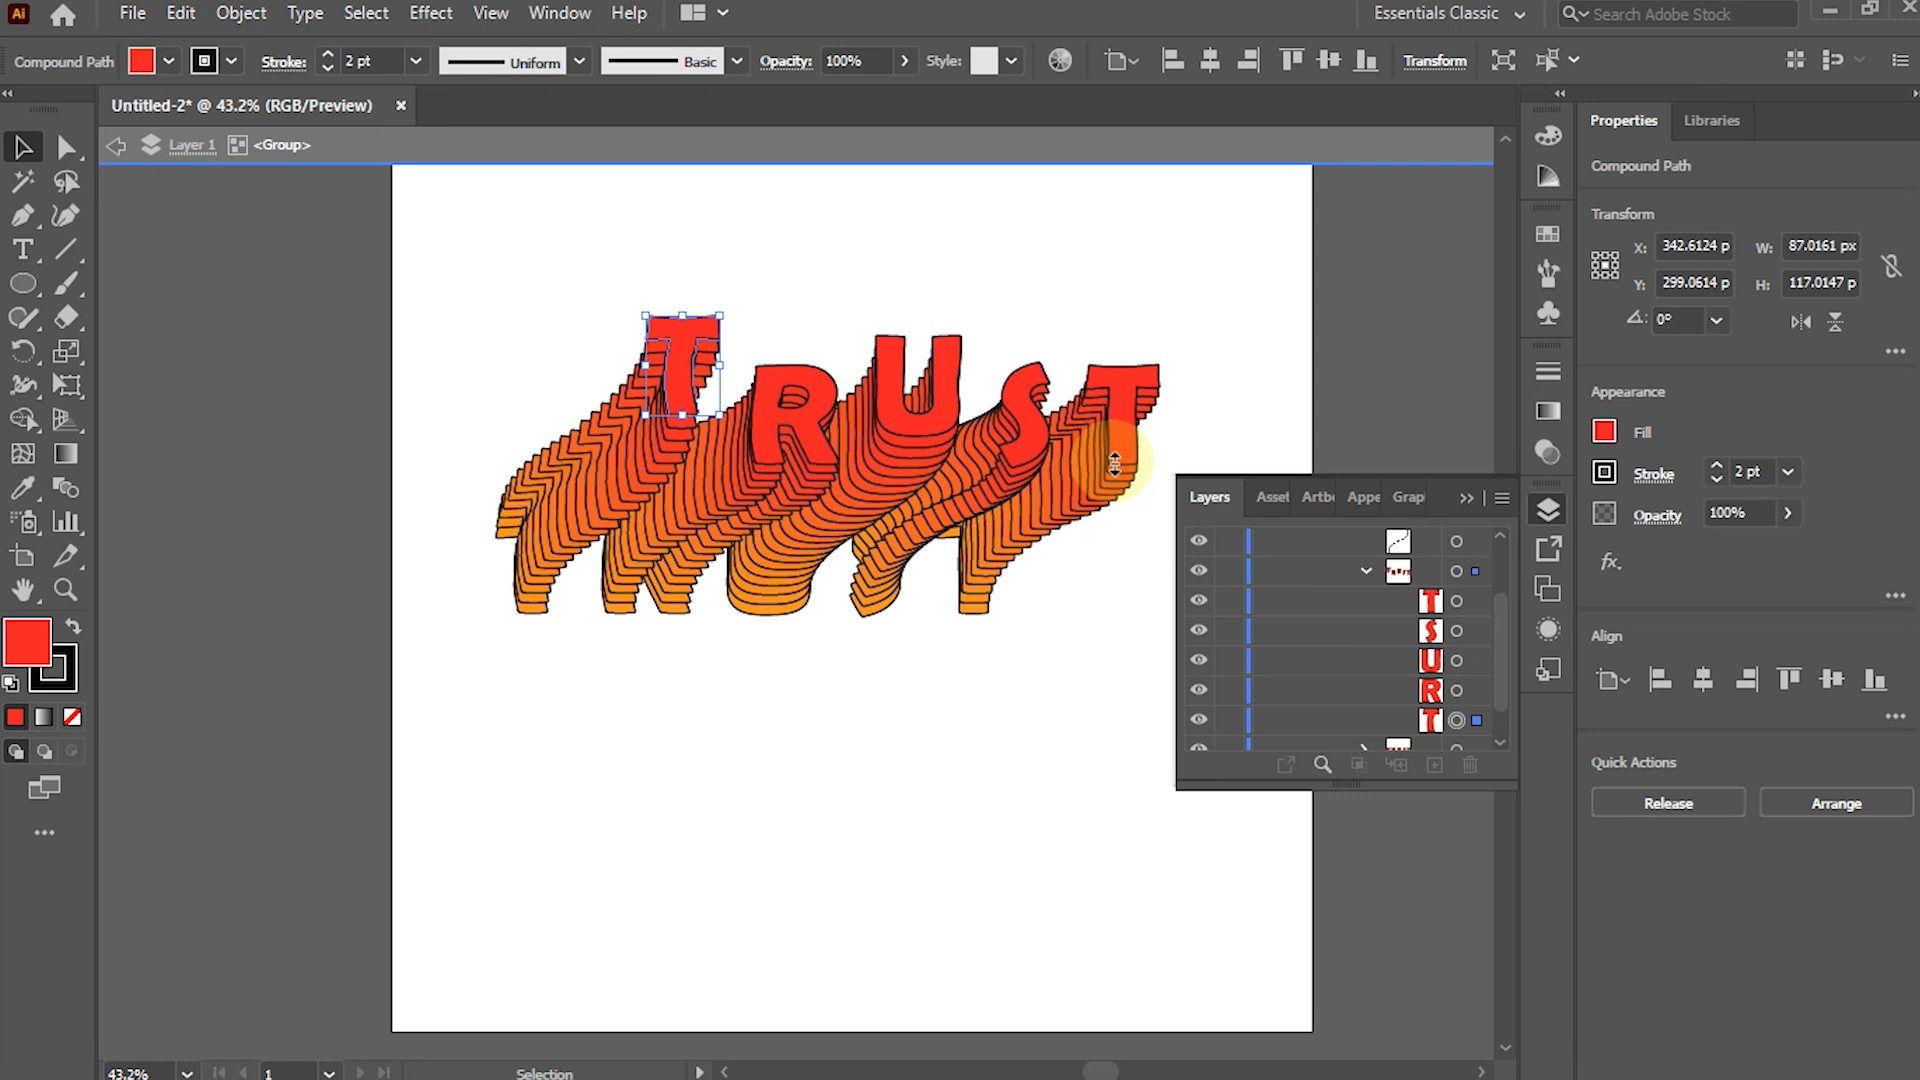 Ai File Edit Object Type Select Effect View Window Help Essentials Classic Search Adobe Stock
Compound Path Stroke: 2 pt Uniform Basic Opacity: 100% Style: Transform
Untitled-2* @ 43.2% (RGB/Preview)
Layer 1 <Group>
Properties Libraries
Compound Path
Transform
X: 342.6124 p W: 87.0161 px
Y: 299.0614 p H: 117.0147 p
0°
Appearance
Fill
Stroke 2 pt
Opacity 100%
fx.
Align
Quick Actions
Release Arrange
TRUST
Layers Asset Artb Appe Grap
T
S
U
R
T
43.2% 1 Selection